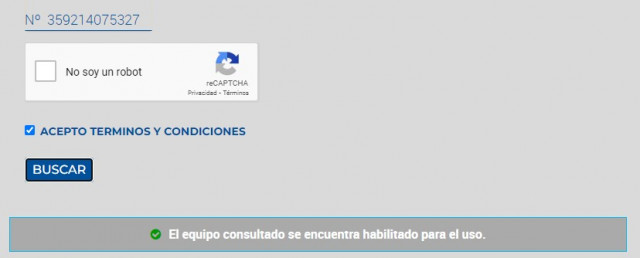 Nº 359214075327
No soy un robot
reCAPTCHA
Privacidad - Términos
ACEPTO TERMINOS Y CONDICIONES
BUSCAR
El equipo consultado se encuentra habilitado para el uso.